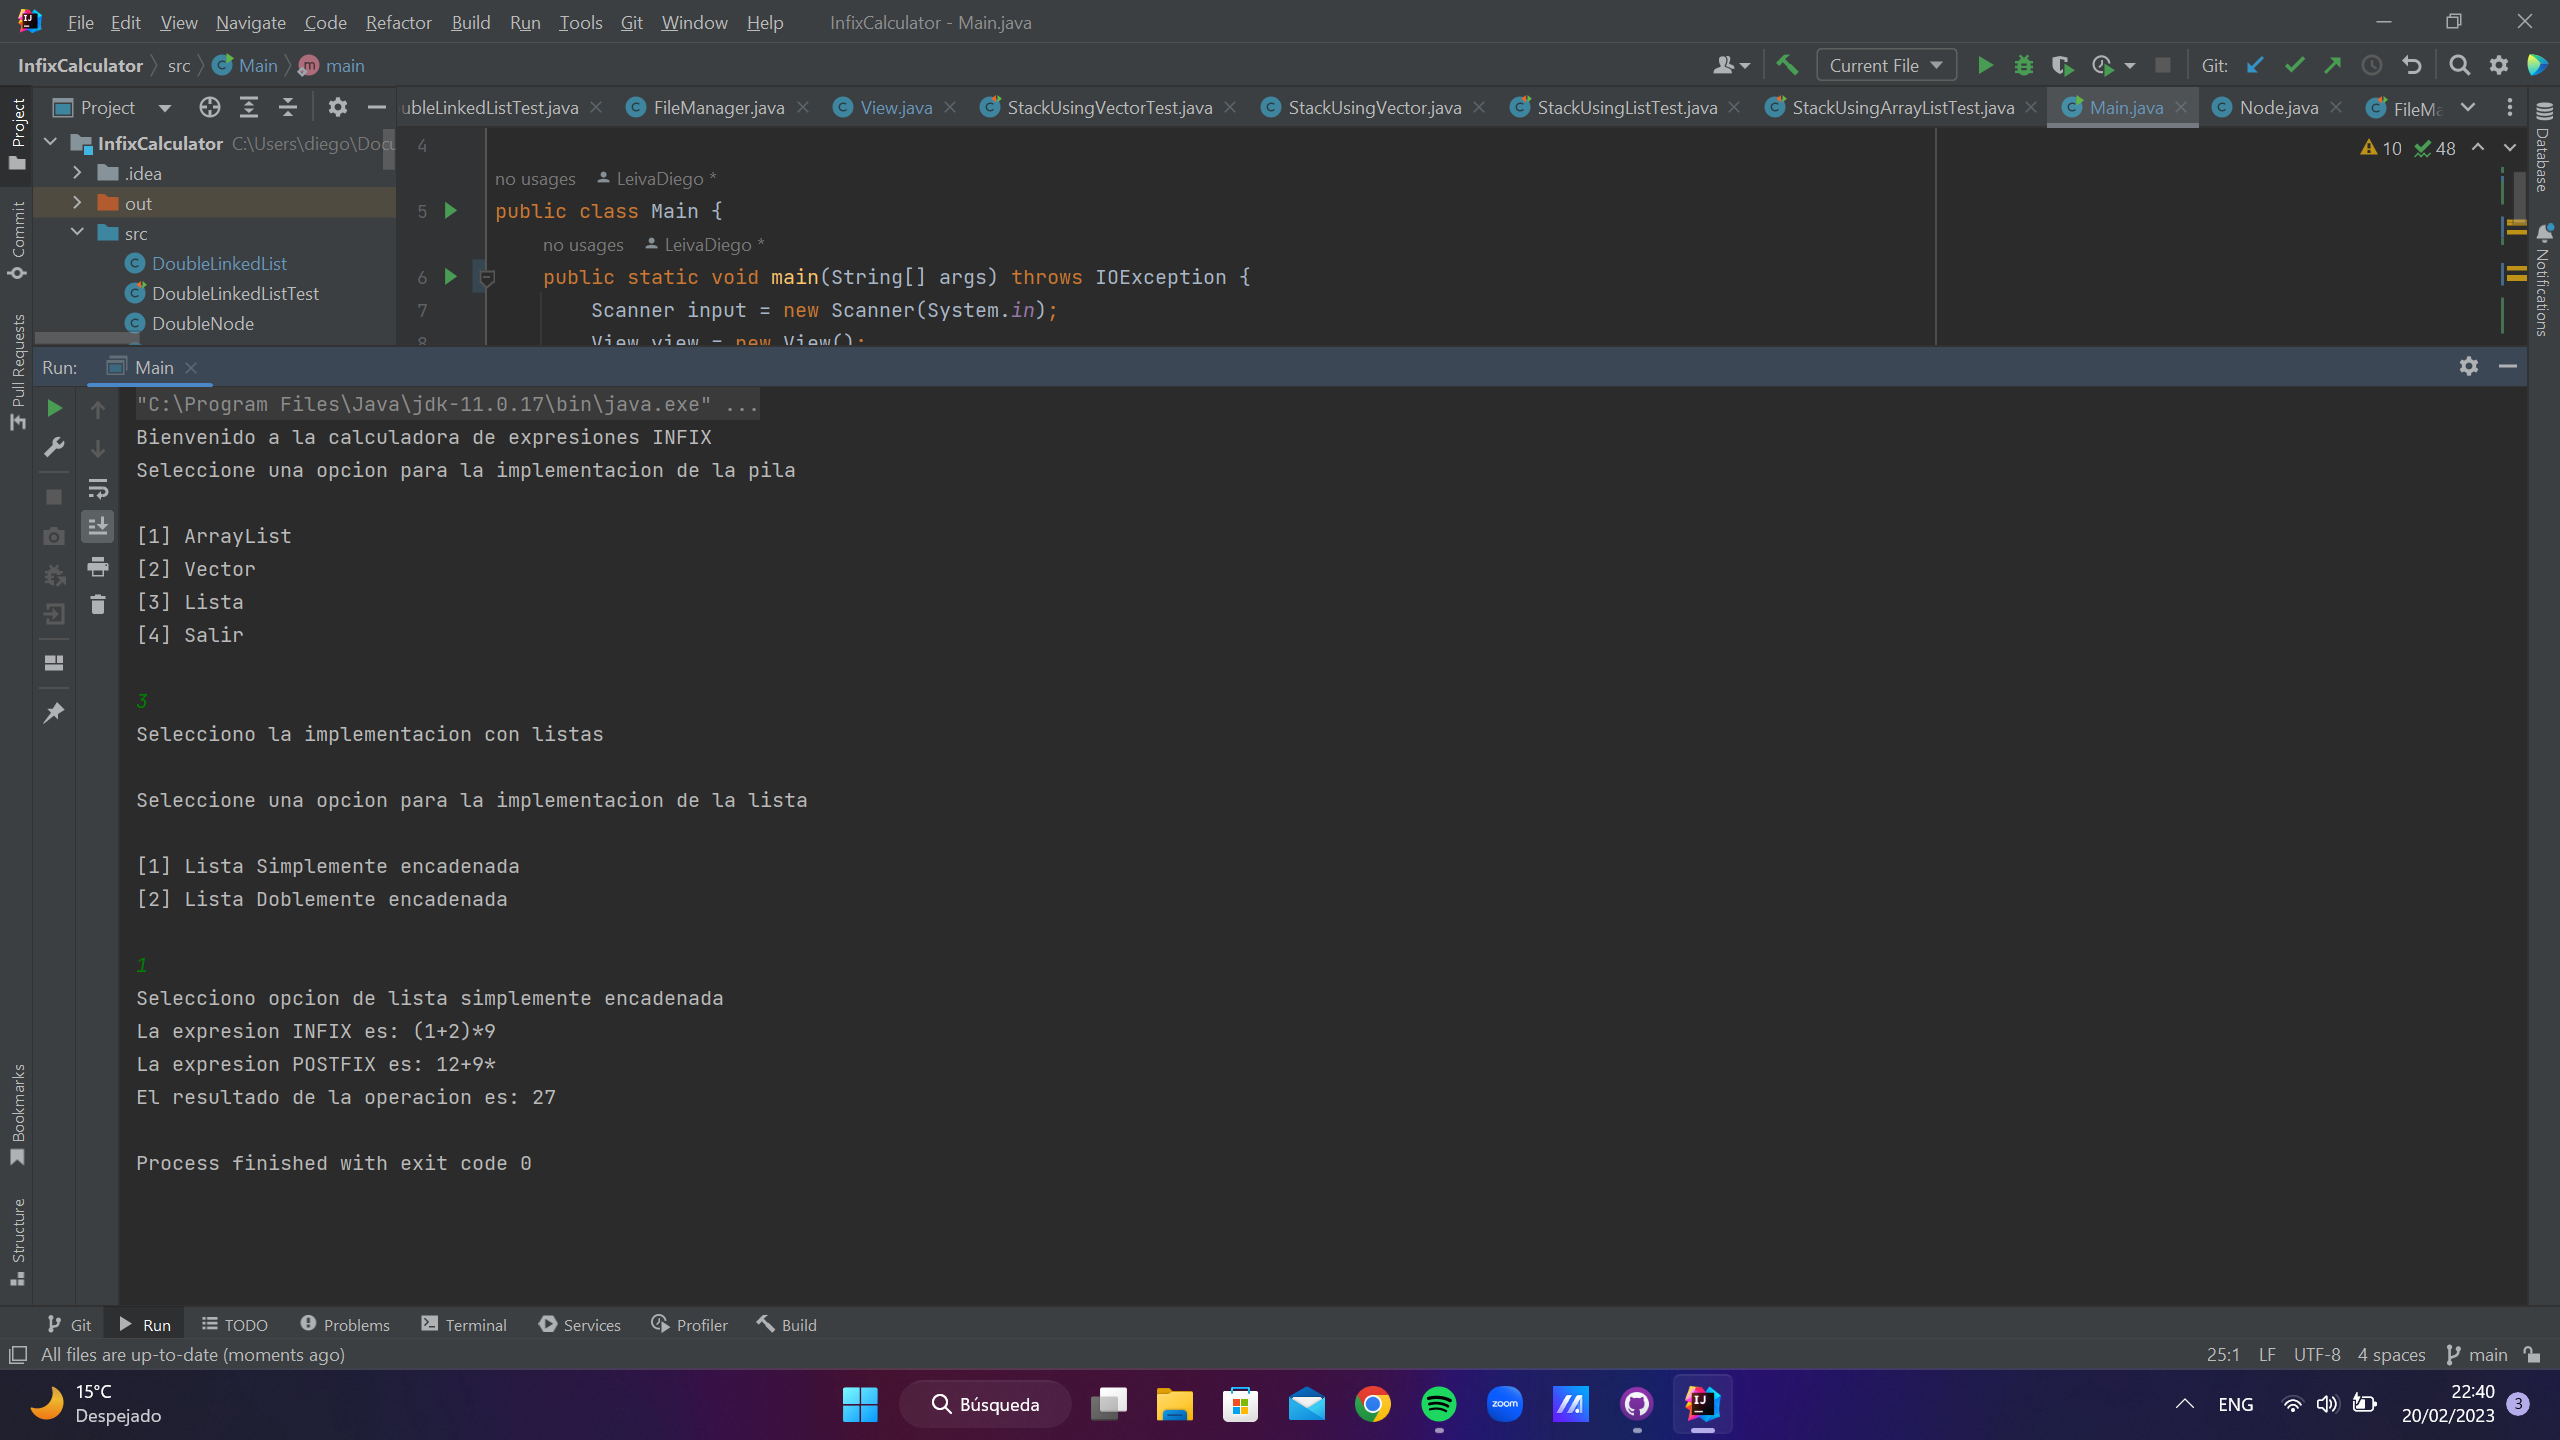 File Edit View Navigate Code Refactor Build Run Tools Git Window Help InfixCalculator - Main.java
InfixCalculator src Main m main Current File Git:
Project ubleLinkedListTest.java FileManager.java View.java StackUsingVectorTest.java StackUsingVector.java StackUsingListTest.java StackUsingArrayListTest.java Main.java Node.java FileMa
InfixCalculator C:\Users\diego\Docu
.idea
out
src
DoubleLinkedList
DoubleLinkedListTest
DoubleNode
4
no usages LeivaDiego *
5 public class Main {
no usages LeivaDiego *
6 public static void main(String[] args) throws IOException {
7 Scanner input = new Scanner(System.in);
8 View view = new View();
10 48
Project
Commit
Pull Requests
Bookmarks
Structure
Database
Notifications
Run: Main
"C:\Program Files\Java\jdk-11.0.17\bin\java.exe" ...
Bienvenido a la calculadora de expresiones INFIX
Seleccione una opcion para la implementacion de la pila
[1] ArrayList
[2] Vector
[3] Lista
[4] Salir
3
Selecciono la implementacion con listas
Seleccione una opcion para la implementacion de la lista
[1] Lista Simplemente encadenada
[2] Lista Doblemente encadenada
1
Selecciono opcion de lista simplemente encadenada
La expresion INFIX es: (1+2)*9
La expresion POSTFIX es: 12+9*
El resultado de la operacion es: 27
Process finished with exit code 0
Git Run TODO Problems Terminal Services Profiler Build
All files are up-to-date (moments ago) 25:1 LF UTF-8 4 spaces main
15°C
Despejado
Búsqueda
zoom
ENG
22:40
20/02/2023
3